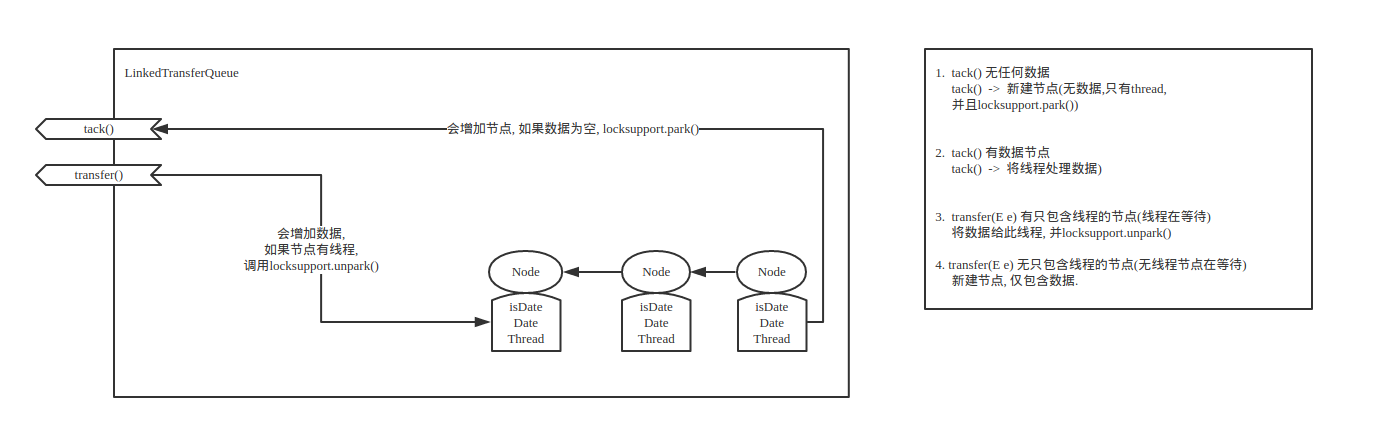 LinkedTransferQueue
tack()
会增加节点, 如果数据为空, locksupport.park()
transfer()
会增加数据,
如果节点有线程,
调用locksupport.unpark()
Node
Node
Node
isDate
Date
Thread
isDate
Date
Thread
isDate
Date
Thread
1. tack() 无任何数据
tack() -> 新建节点(无数据,只有thread,
并且locksupport.park())
2. tack() 有数据节点
tack() -> 将线程处理数据)
3. transfer(E e) 有只包含线程的节点(线程在等待)
将数据给此线程, 并locksupport.unpark()
4. transfer(E e) 无只包含线程的节点(无线程节点在等待)
新建节点, 仅包含数据.